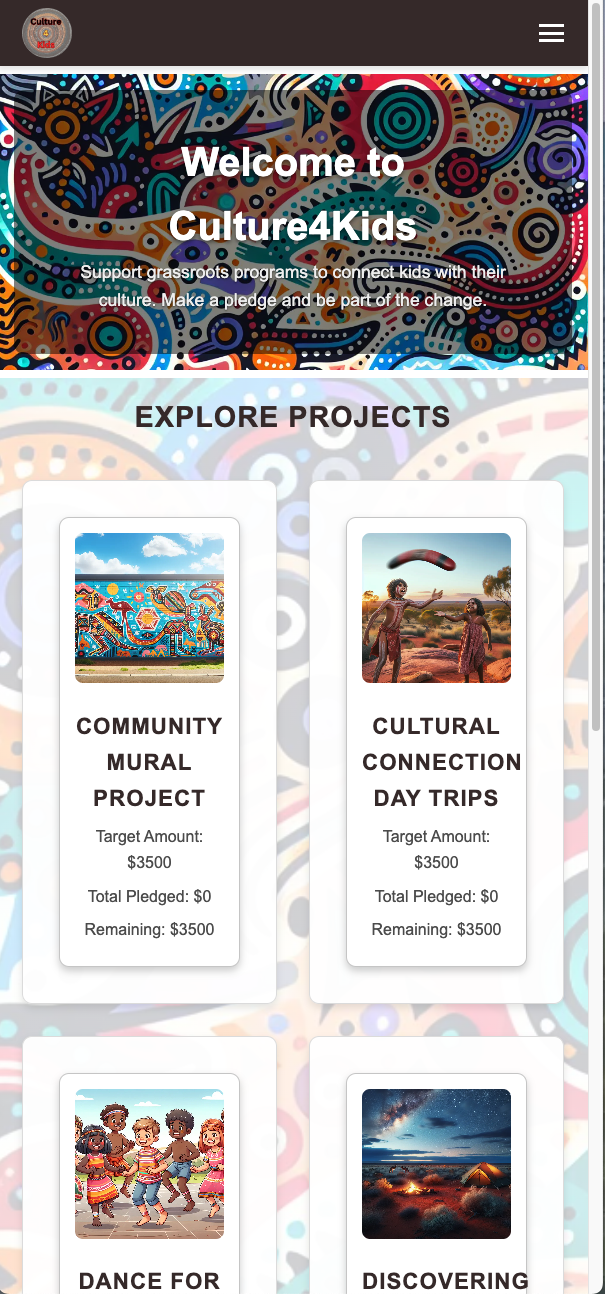 Culture
4
Kids
Welcome to
Culture4Kids
Support grassroots programs to connect kids with their
culture. Make a pledge and be part of the change.
EXPLORE PROJECTS
COMMUNITY
MURAL
PROJECT
Target Amount:
$3500
Total Pledged: $0
Remaining: $3500
CULTURAL
CONNECTION
DAY TRIPS
Target Amount:
$3500
Total Pledged: $0
Remaining: $3500
DANCE FOR
DISCOVERING